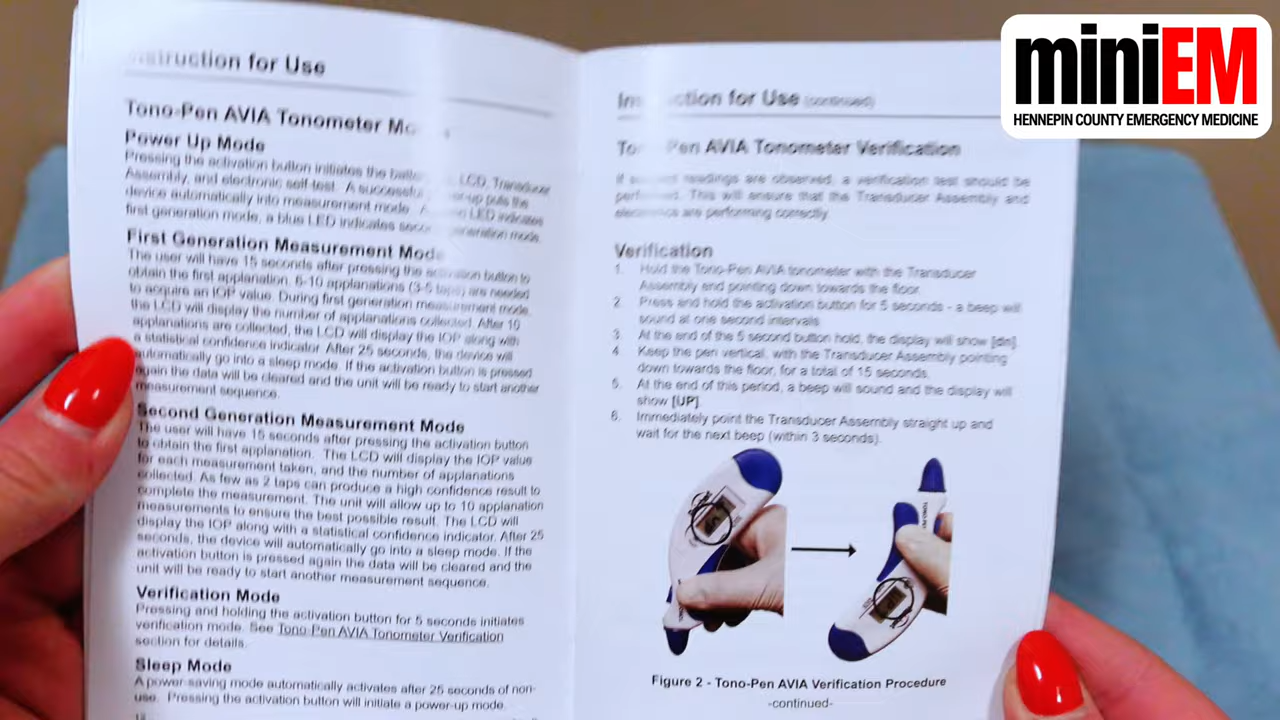 miniEM
HENNEPIN COUNTY EMERGENCY MEDICINE
Instruction for Use
Tono-Pen AVIA Tonometer
Power Up Mode
Pressing the activation button initiates the LCD, Transducer
Assembly, and electronic self-test. A successful power-up puts the
device automatically into measurement mode. A LED indicates
first generation mode, a blue LED indicates second generation mode.
First Generation Measurement Mode
The user will have 15 seconds after pressing the activation button to
obtain the first applanation. 6-10 applanations (3-5 taps) are needed
to acquire an IOP value. During first generation measurement mode,
the LCD will display the number of applanations collected. After 10
applanations are collected, the LCD will display the IOP along with
a statistical confidence indicator. After 25 seconds, the device will
automatically go into a sleep mode. If the activation button is pressed
again the data will be cleared and the unit will be ready to start another
measurement sequence.
Second Generation Measurement Mode
The user will have 15 seconds after pressing the activation button
to obtain the first applanation. The LCD will display the IOP value
for each measurement taken, and the number of applanations
collected. As few as 2 taps can produce a high confidence result to
complete the measurement. The unit will allow up to 10 applanation
measurements to ensure the best possible result. The LCD will
display the IOP along with a statistical confidence indicator. After 25
seconds, the device will automatically go into a sleep mode. If the
activation button is pressed again the data will be cleared and the
unit will be ready to start another measurement sequence.
Verification Mode
Pressing and holding the activation button for 5 seconds initiates
verification mode. See Tono-Pen AVIA Tonometer Verification
section for details.
Sleep Mode
A power-saving mode automatically activates after 25 seconds of non-
use. Pressing the activation button will initiate a power-up mode.
Instruction for Use (continued)
Tono-Pen AVIA Tonometer Verification
If readings are observed, a verification test should be
performed. This will ensure that the Transducer Assembly and
electronics are performing correctly.
Verification
1. Hold the Tono-Pen AVIA tonometer with the Transducer
Assembly end pointing down towards the floor.
2. Press and hold the activation button for 5 seconds - a beep will
sound at one second intervals
3. At the end of the 5 second button hold, the display will show [dn].
4. Keep the pen vertical, with the Transducer Assembly pointing
down towards the floor, for a total of 15 seconds.
5. At the end of this period, a beep will sound and the display will
show [UP].
6. Immediately point the Transducer Assembly straight up and
wait for the next beep (within 3 seconds).
Figure 2 - Tono-Pen AVIA Verification Procedure
-continued-